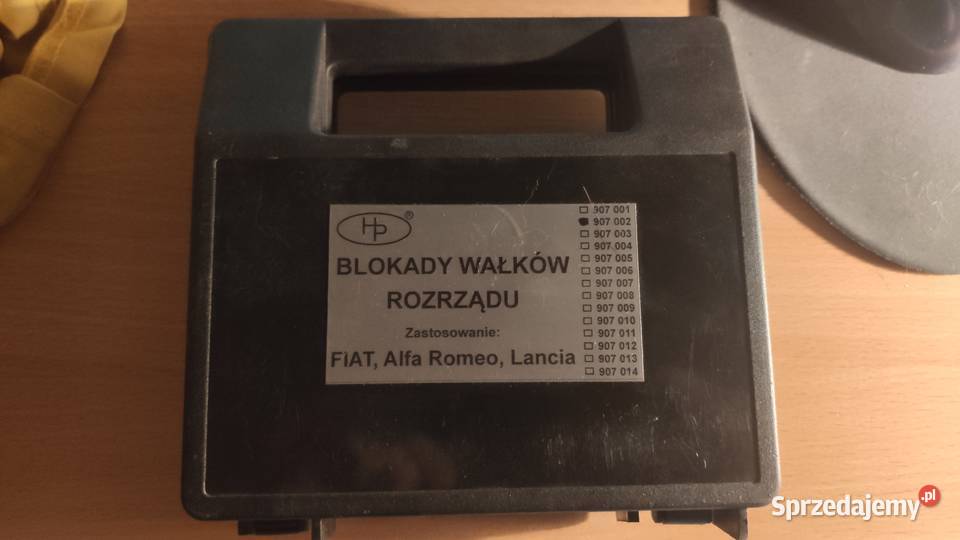 HP®
BLOKADY WAŁKÓW
ROZRZĄDU
Zastosowanie:
FIAT, Alfa Romeo, Lancia
907 001
907 002
907 003
907 004
907 005
907 006
907 007
907 008
907 009
907 010
907 011
907 012
907 013
907 014
Sprzedajemy.pl